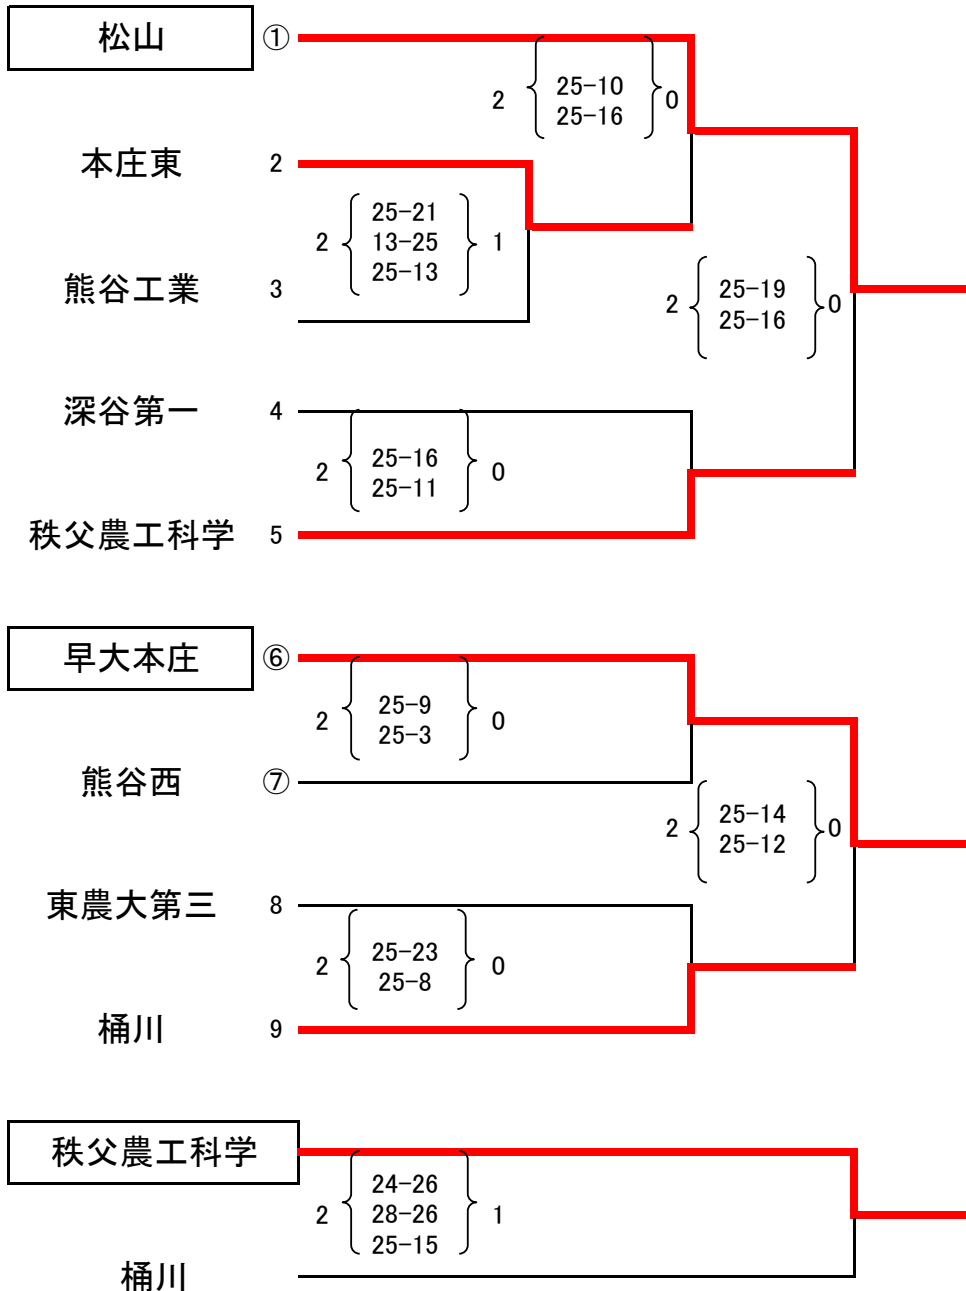 松山 ①
2 25-10 0
25-16
本庄東 2
25-21
2 13-25 1
25-13
熊谷工業 3
2 25-19 0
25-16
深谷第一 4
2 25-16 0
25-11
秩父農工科学 5
早大本庄 ⑥
2 25-9 0
25-3
熊谷西 ⑦
2 25-14 0
25-12
東農大第三 8
2 25-23 0
25-8
桶川 9
秩父農工科学
24-26
2 28-26 1
25-15
桶川